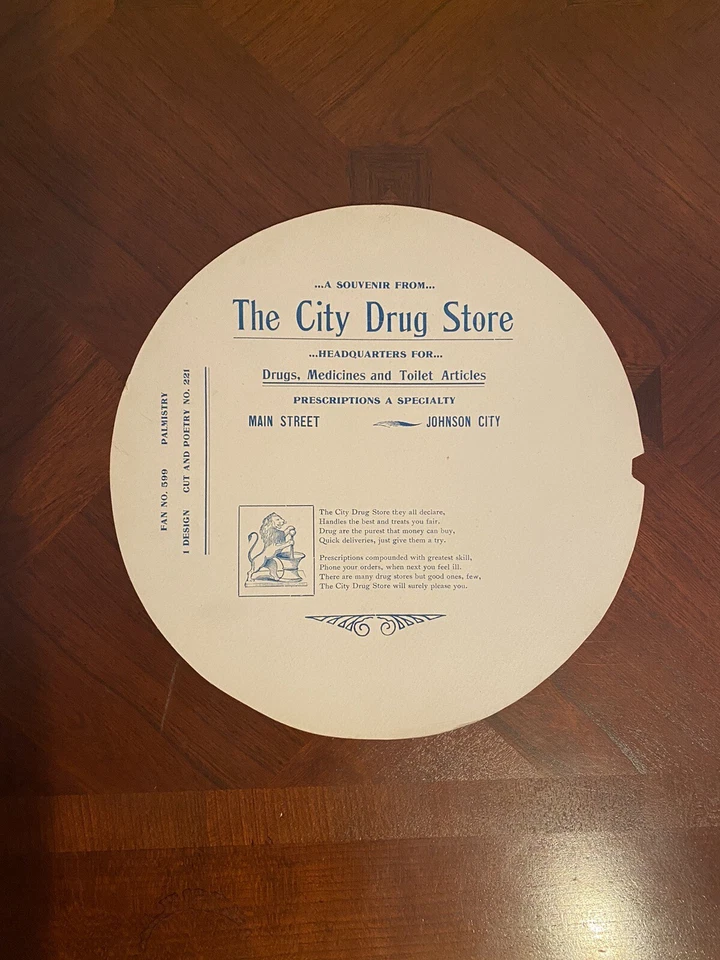 ...A SOUVENIR FROM...
The City Drug Store
...HEADQUARTERS FOR...
Drugs, Medicines and Toilet Articles
PRESCRIPTIONS A SPECIALTY
MAIN STREET JOHNSON CITY
FAN NO. 599 PALMISTRY
1 DESIGN CUT AND POETRY NO. 221
The City Drug Store they all declare,
Handles the best and treats you fair.
Drug are the purest that money can buy,
Quick deliveries, just give them a try.
Prescriptions compounded with greatest skill,
Phone your orders, when next you feel ill.
There are many drug stores but good ones, few,
The City Drug Store will surely please you.